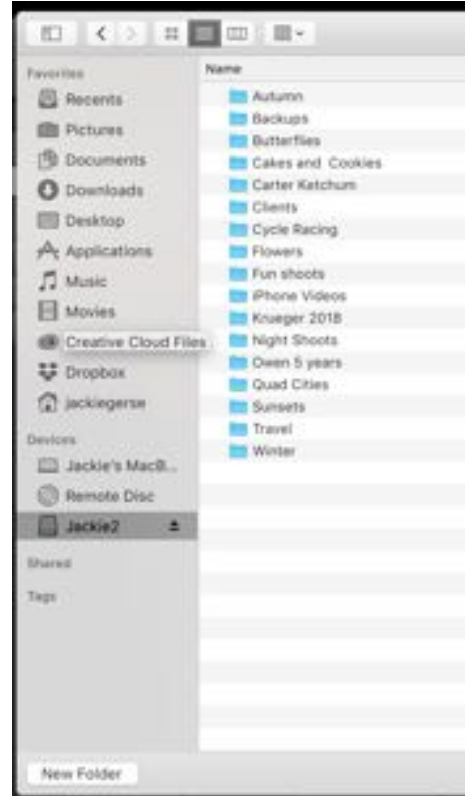 Favorites
Recents
Pictures
Documents
Downloads
Desktop
Applications
Music
Movies
Creative Cloud Files
Dropbox
jackiegerse
Devices
Jackie's MacB...
Remote Disc
Jackie2
Shared
Tags
Name
Autumn
Backups
Butterflies
Cakes and Cookies
Carter Ketchum
Clients
Cycle Racing
Flowers
Fun shoots
iPhone Videos
Krueger 2018
Night Shoots
Owen 5 years
Quad Cities
Sunsets
Travel
Winter
New Folder